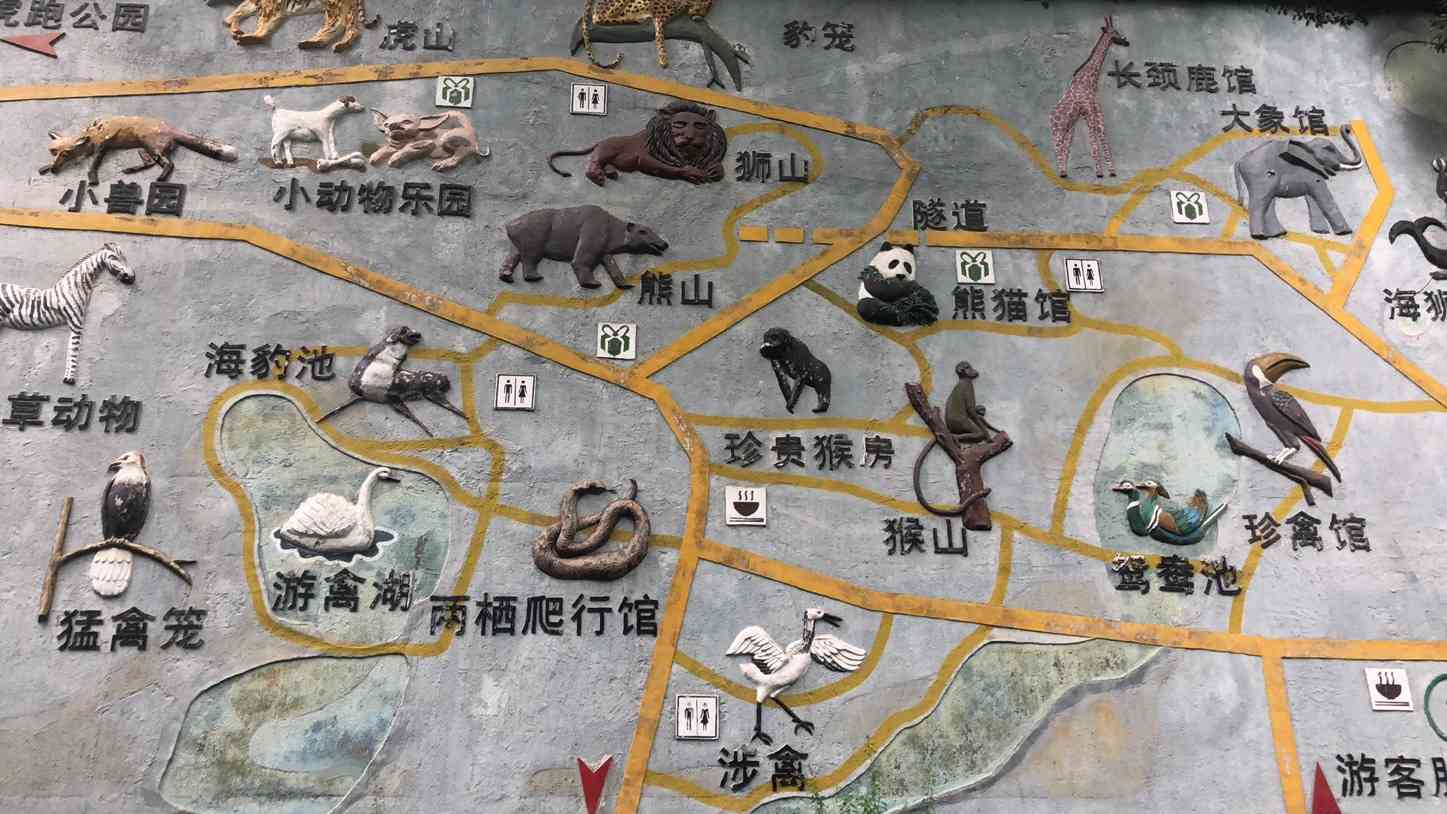 虎跑公园
虎山
豹笼
长颈鹿馆
大象馆
小兽园
小动物乐园
狮山
隧道
熊山
熊猫馆
海狮
海豹池
草动物
珍贵猴房
猴山
珍禽馆
鸳鸯池
游禽湖
两栖爬行馆
猛禽笼
涉禽
游客服